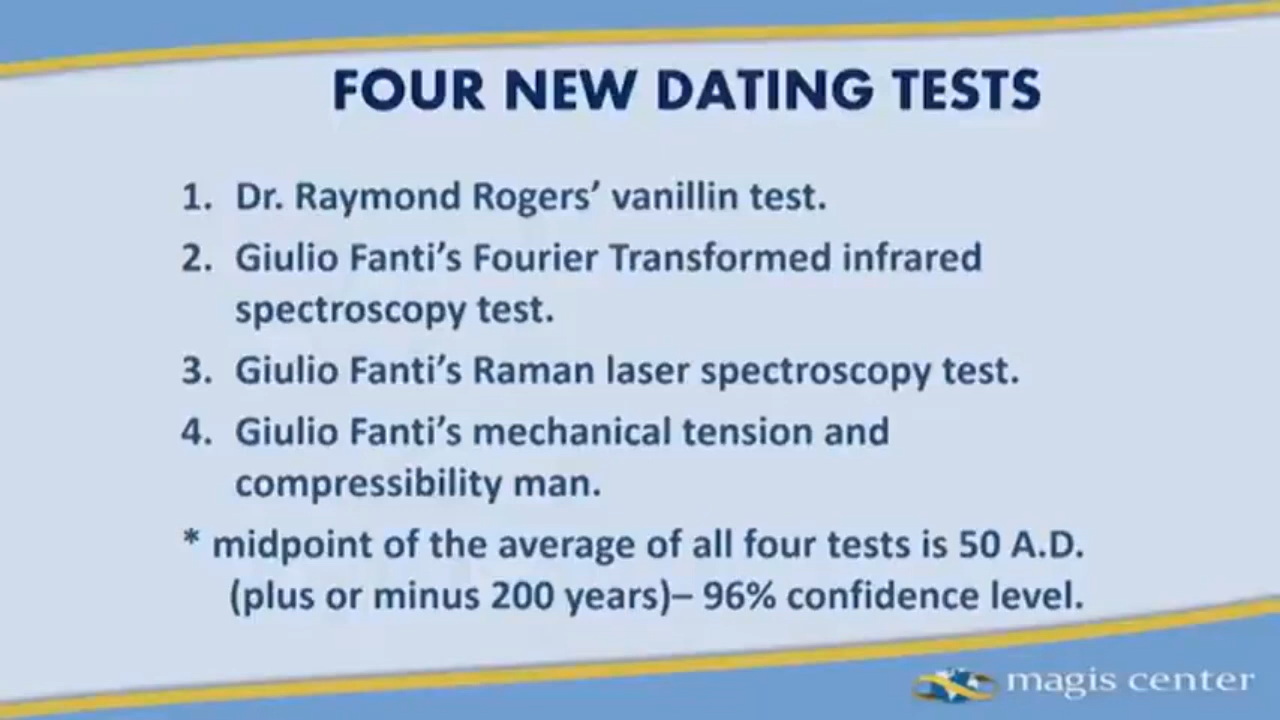 FOUR NEW DATING TESTS
1. Dr. Raymond Rogers’ vanillin test.
2. Giulio Fanti’s Fourier Transformed infrared
spectroscopy test.
3. Giulio Fanti’s Raman laser spectroscopy test.
4. Giulio Fanti’s mechanical tension and
compressibility man.
* midpoint of the average of all four tests is 50 A.D.
(plus or minus 200 years)– 96% confidence level.
magis center